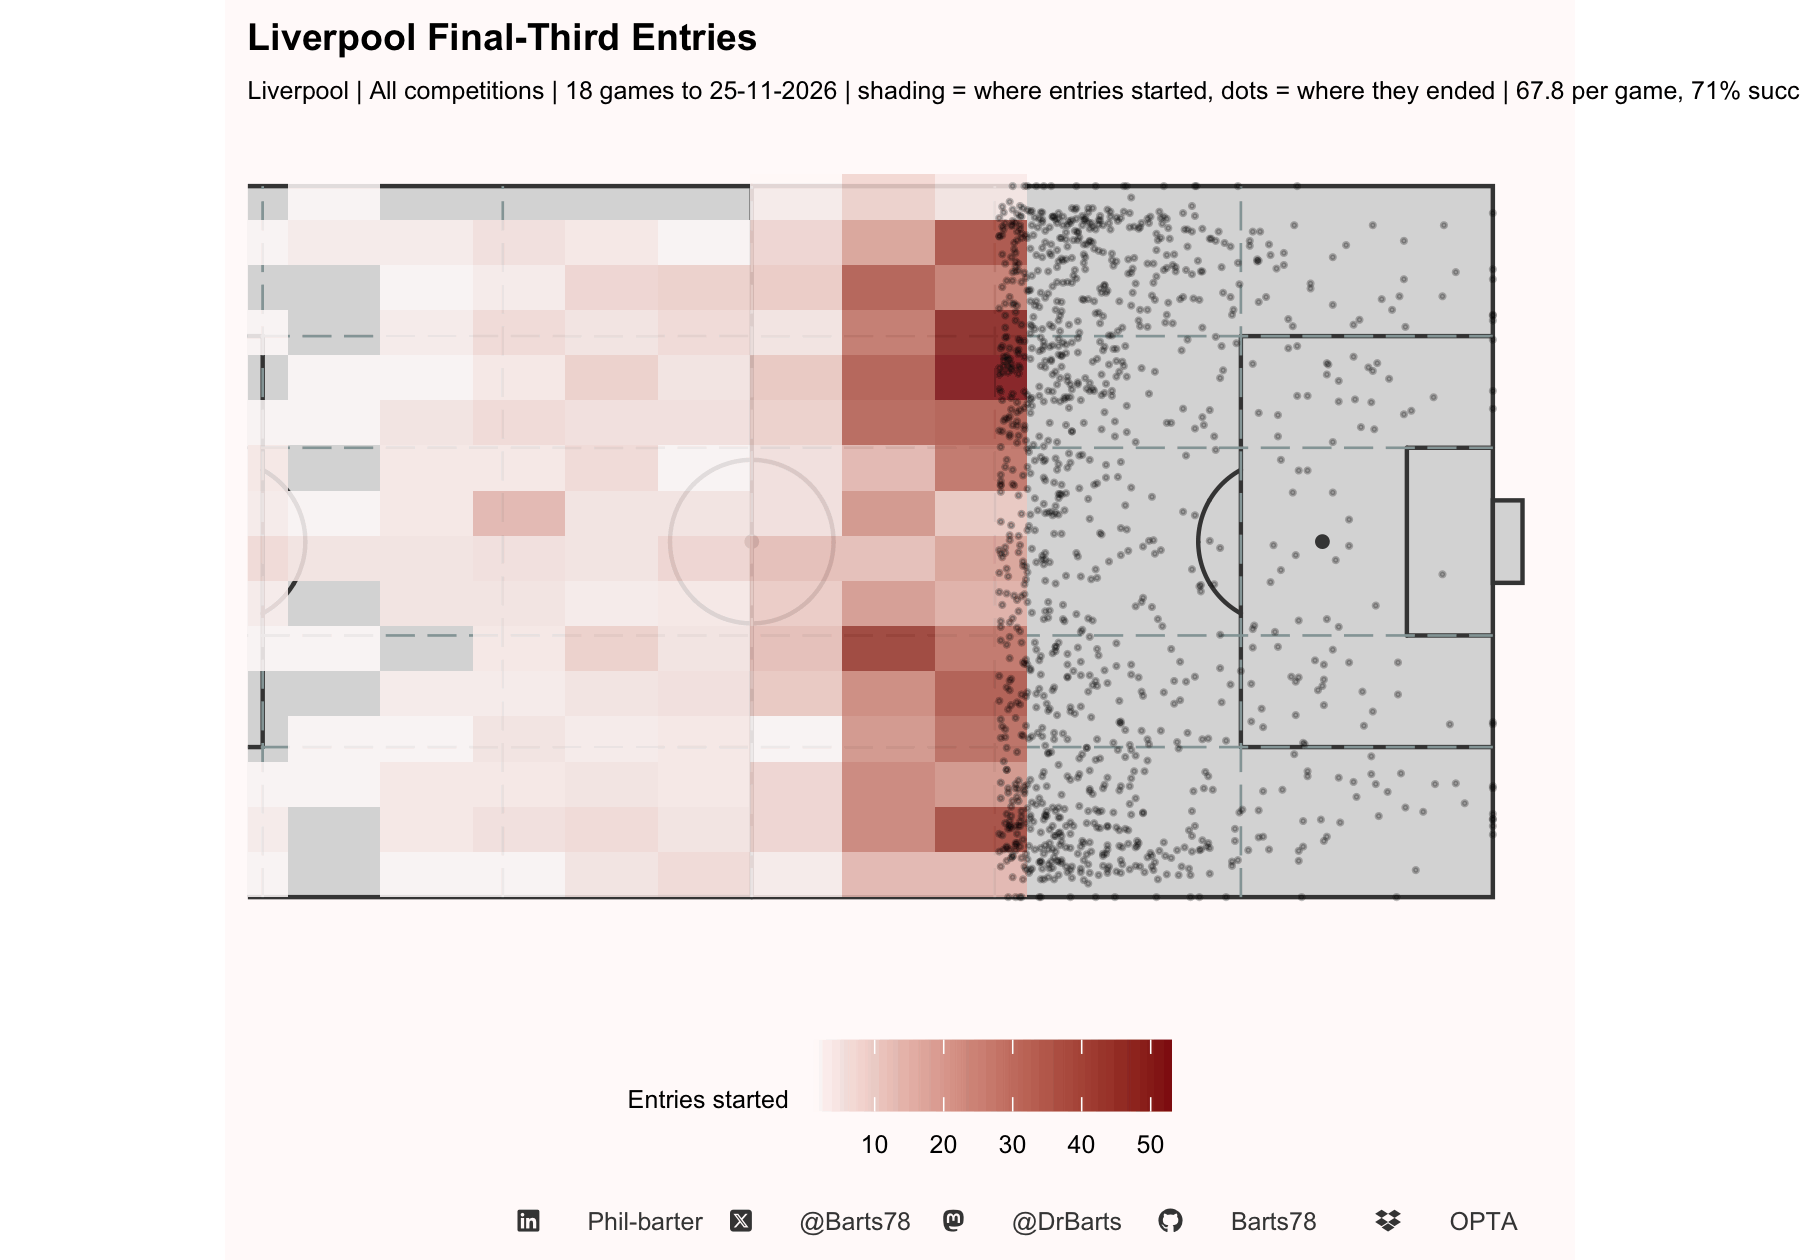 Liverpool Final-Third Entries
Liverpool | All competitions | 18 games to 25-11-2026 | shading = where entries started, dots = where they ended | 67.8 per game, 71% succ
Entries started
10 20 30 40 50
Phil-barter @Barts78 @DrBarts Barts78 OPTA